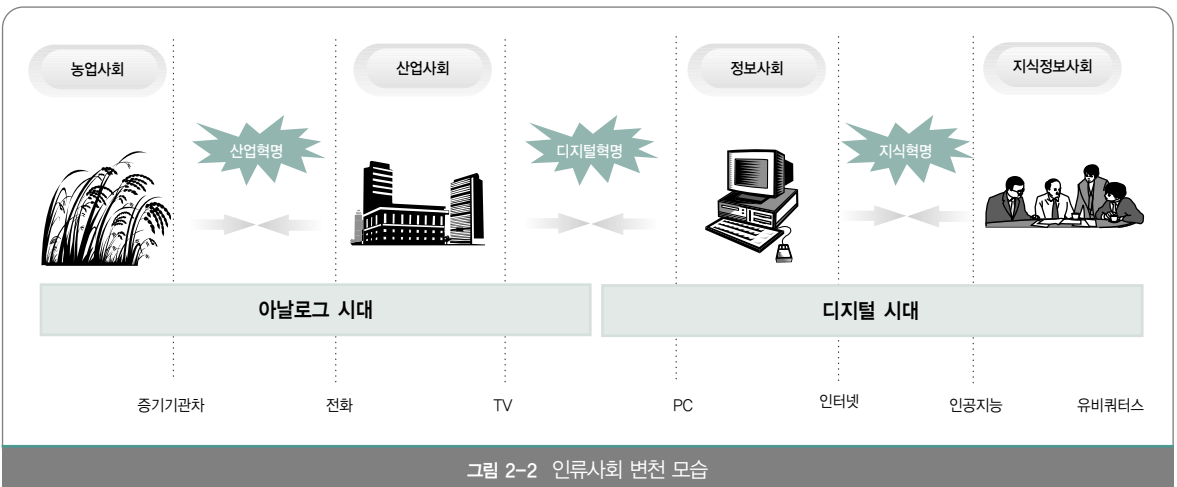 농업사회
산업사회
정보사회
지식정보사회
산업혁명
디지털혁명
지식혁명
아날로그 시대
디지털 시대
증기기관차
전화
TV
PC
인터넷
인공지능
유비쿼터스
그림 2-2 인류사회 변천 모습